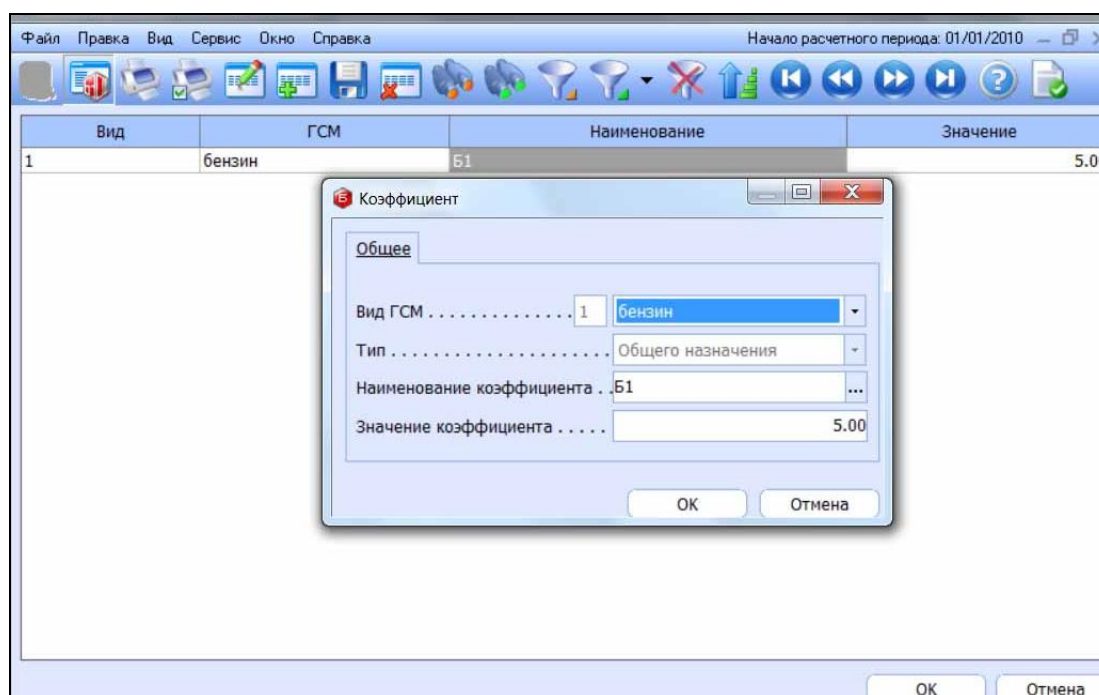 Файл Правка Вид Сервис Окно Справка Начало расчетного периода: 01/01/2010
Вид ГСМ Наименование Значение
1 бензин Б1 5.0
Коэффициент
Общее
Вид ГСМ . . . . . . . . . . . . . . 1 бензин
Тип . . . . . . . . . . . . . . . . . . . . . Общего назначения
Наименование коэффициента . . Б1 ...
Значение коэффициента . . . . . 5.00
ОК Отмена
ОК Отмена